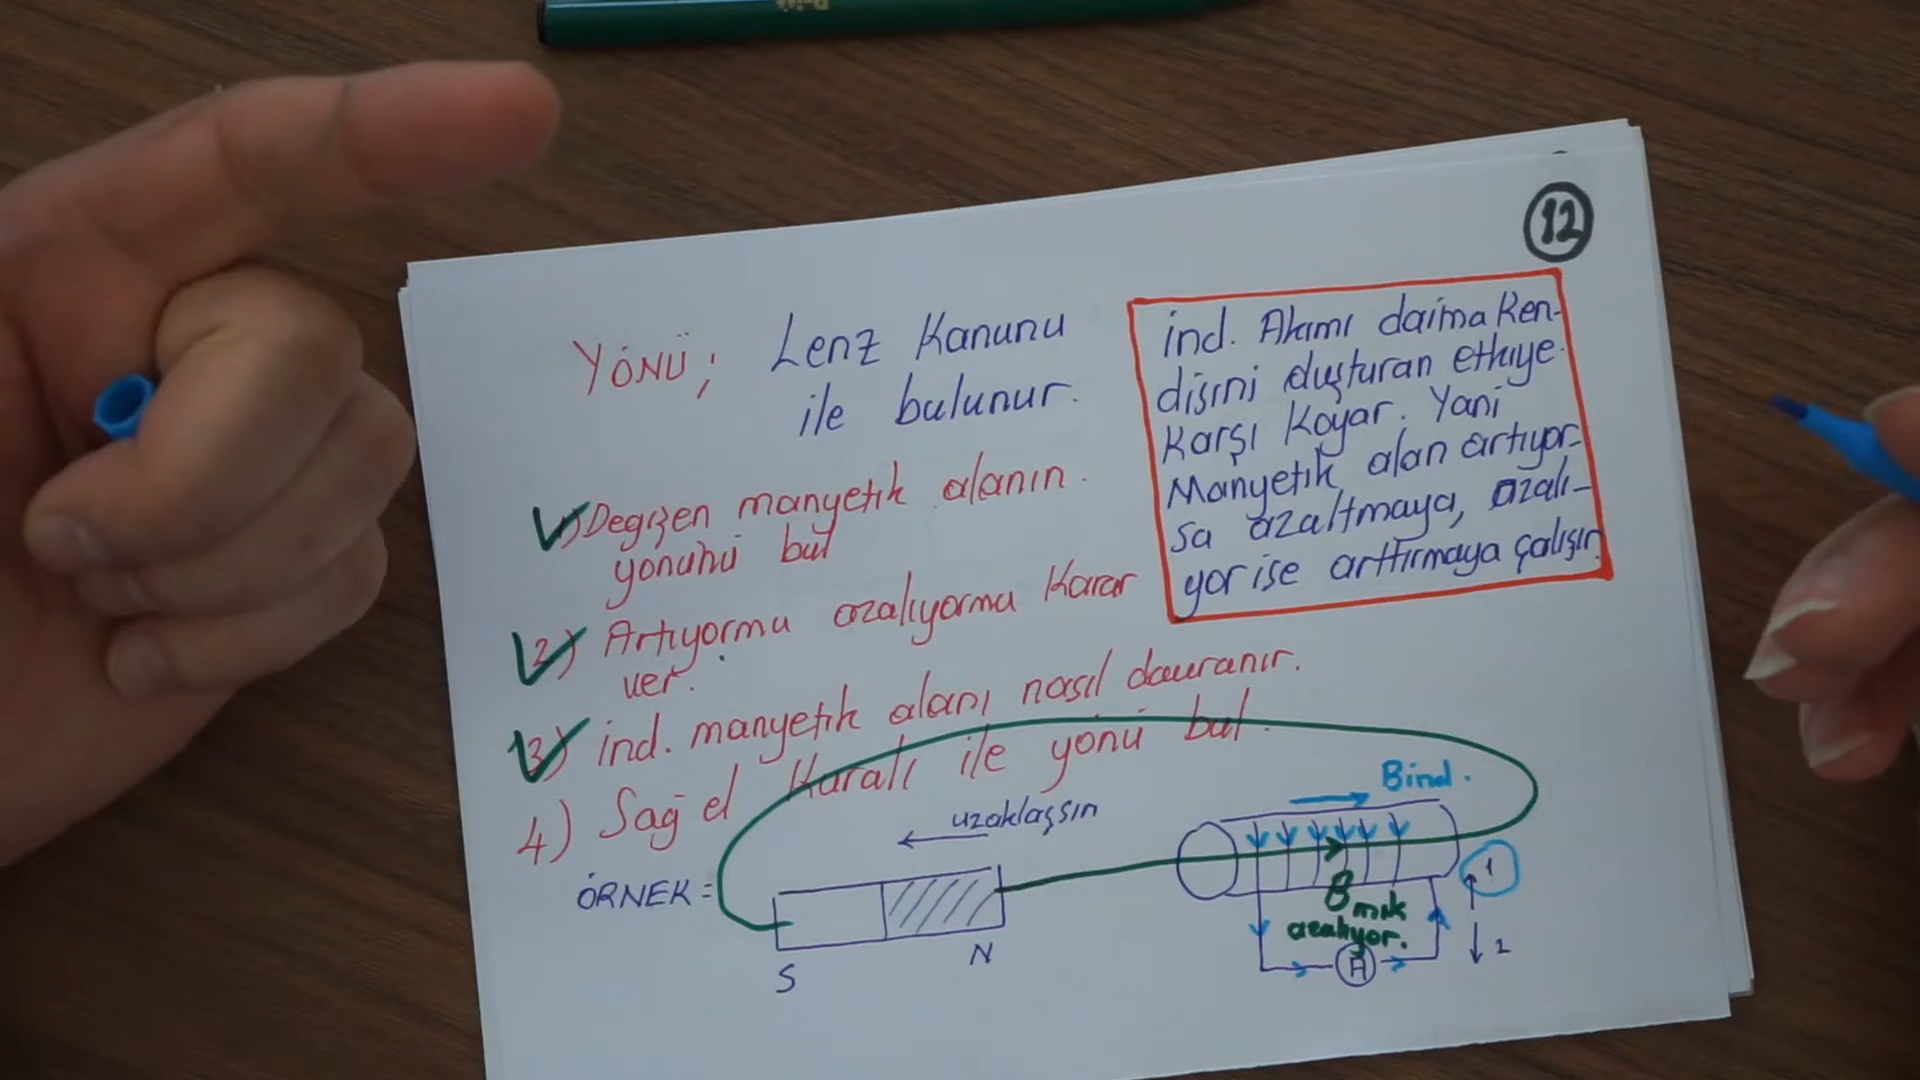 12
YÖNÜ; Lenz Kanunu
ile bulunur.
ind. Akımı daima Ken-
disini oluşturan etkiye
Karşı Koyar. Yani
Manyetik alan artıyor-
sa azaltmaya, azalı-
yor ise arttırmaya çalışır.
1) Değişen manyetik alanın
yönünü bul
2) Artıyormu azalıyormu Karar
ver.
3) ind. manyetik alanı nasıl davranır.
4) Sağ el Kuralı ile yönü bul.
ÖRNEK =
uzaklaşsın
S
N
Bind.
B mık
azalıyor.
A
1
2